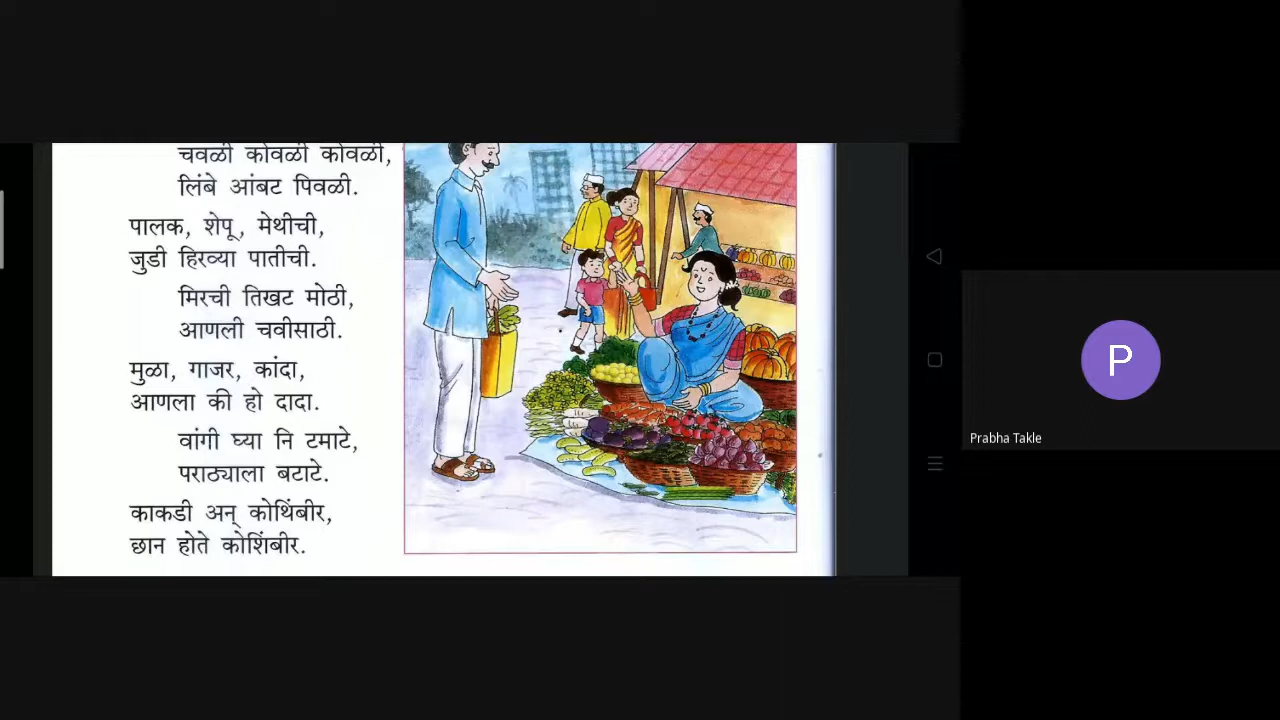 चवळी कोवळी कोवळी,
लिंबे आंबट पिवळी.
पालक, शेपू, मेथीची,
जुडी हिरव्या पातीची.
मिरची तिखट मोठी,
आणली चवीसाठी.
मुळा, गाजर, कांदा,
आणला की हो दादा.
वांगी घ्या नि टमाटे,
पराठ्याला बटाटे.
काकडी अन् कोथिंबीर,
छान होते कोशिंबीर.
P
Prabha Takle